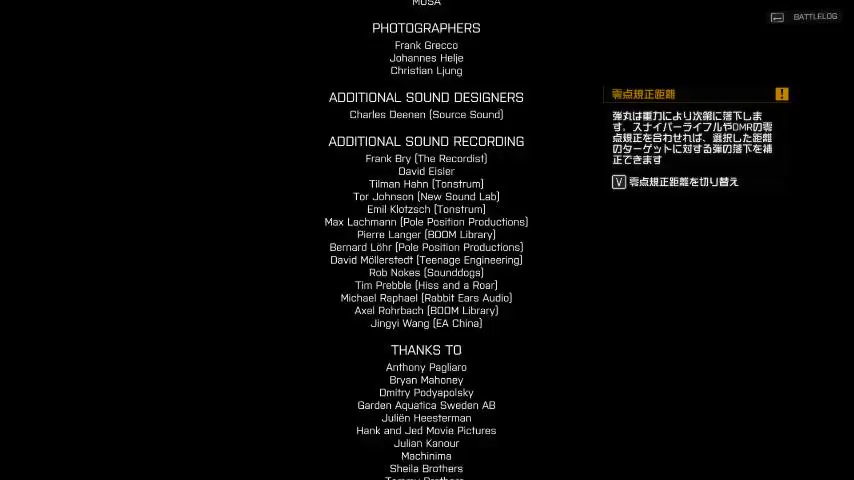 MUSA
BATTLELOG
PHOTOGRAPHERS
Frank Grecco
Johannes Helje
Christian Ljung
ADDITIONAL SOUND DESIGNERS
Charles Deenen (Source Sound)
ADDITIONAL SOUND RECORDING
Frank Bry (The Recordist)
David Eisler
Tilman Hahn (Tonstrum)
Tor Johnson (New Sound Lab)
Emil Klotzsch (Tonstrum)
Max Lachmann (Pole Position Productions)
Pierre Langer (BOOM Library)
Bernard Löhr (Pole Position Productions)
David Möllerstedt (Teenage Engineering)
Rob Nokes (Sounddogs)
Tim Prebble (Hiss and a Roar)
Michael Raphael (Rabbit Ears Audio)
Axel Rohrbach (BOOM Library)
Jingyi Wang (EA China)
THANKS TO
Anthony Pagliaro
Bryan Mahoney
Dmitry Podyapolsky
Garden Aquatica Sweden AB
Juliën Heesterman
Hank and Jed Movie Pictures
Julian Kanour
Machinima
Sheila Brothers
Tommy Brothers
零点規正距離 !
弾丸は重力により次第に落下しま
す。スナイパーライフルやDMRの零
点規正を合わせれば、選択した距離
のターゲットに対する弾の落下を補
正できます
V 零点規正距離を切り替え